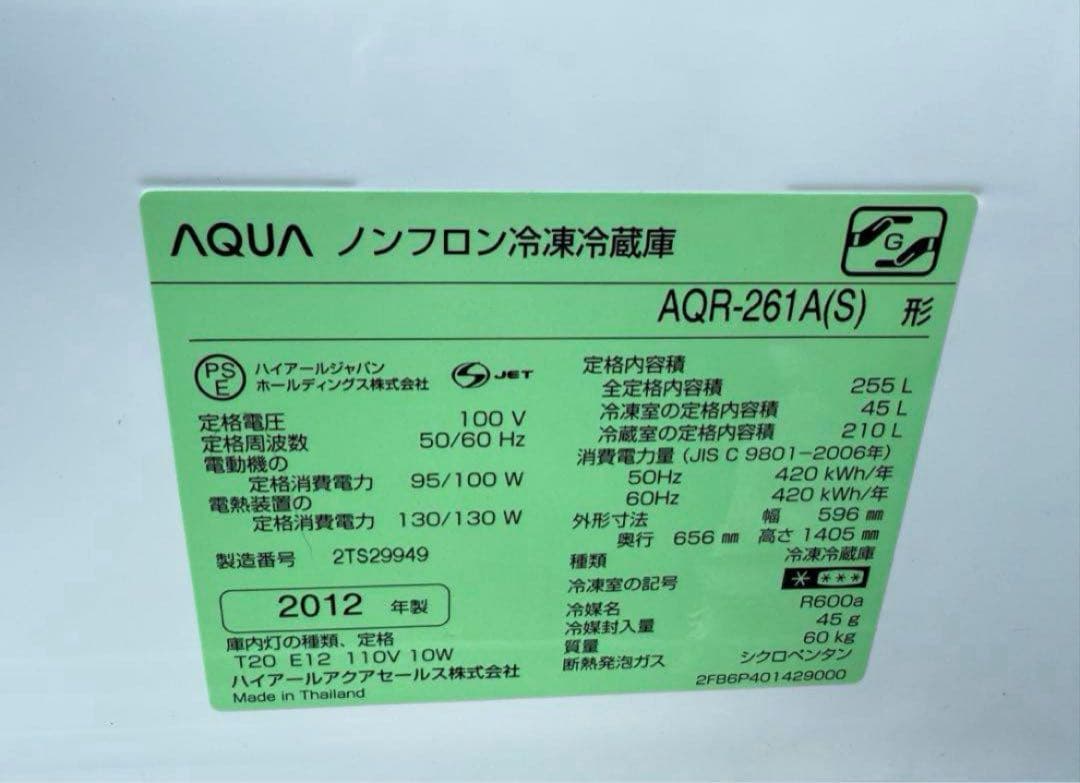 AQUA ノンフロン冷凍冷蔵庫
G
AQR-261A(S) 形
PS E ハイアールジャパン
ホールディングス株式会社
S JET
定格電圧 100 V
定格周波数 50/60 Hz
電動機の
定格消費電力 95/100 W
電熱装置の
定格消費電力 130/130 W
製造番号 2TS29949
2012 年製
庫内灯の種類、定格
T20 E12 110V 10W
ハイアールアクアセールス株式会社
Made in Thailand
定格内容積
全定格内容積 255 L
冷凍室の定格内容積 45 L
冷蔵室の定格内容積 210 L
消費電力量 (JIS C 9801-2006年)
50Hz 420 kWh/年
60Hz 420 kWh/年
外形寸法 幅 596 mm
奥行 656 mm 高さ 1405 mm
種類 冷凍冷蔵庫
冷凍室の記号 * ***
冷媒名 R600a
冷媒封入量 45 g
質量 60 kg
断熱発泡ガス シクロペンタン
2FB6P401429000